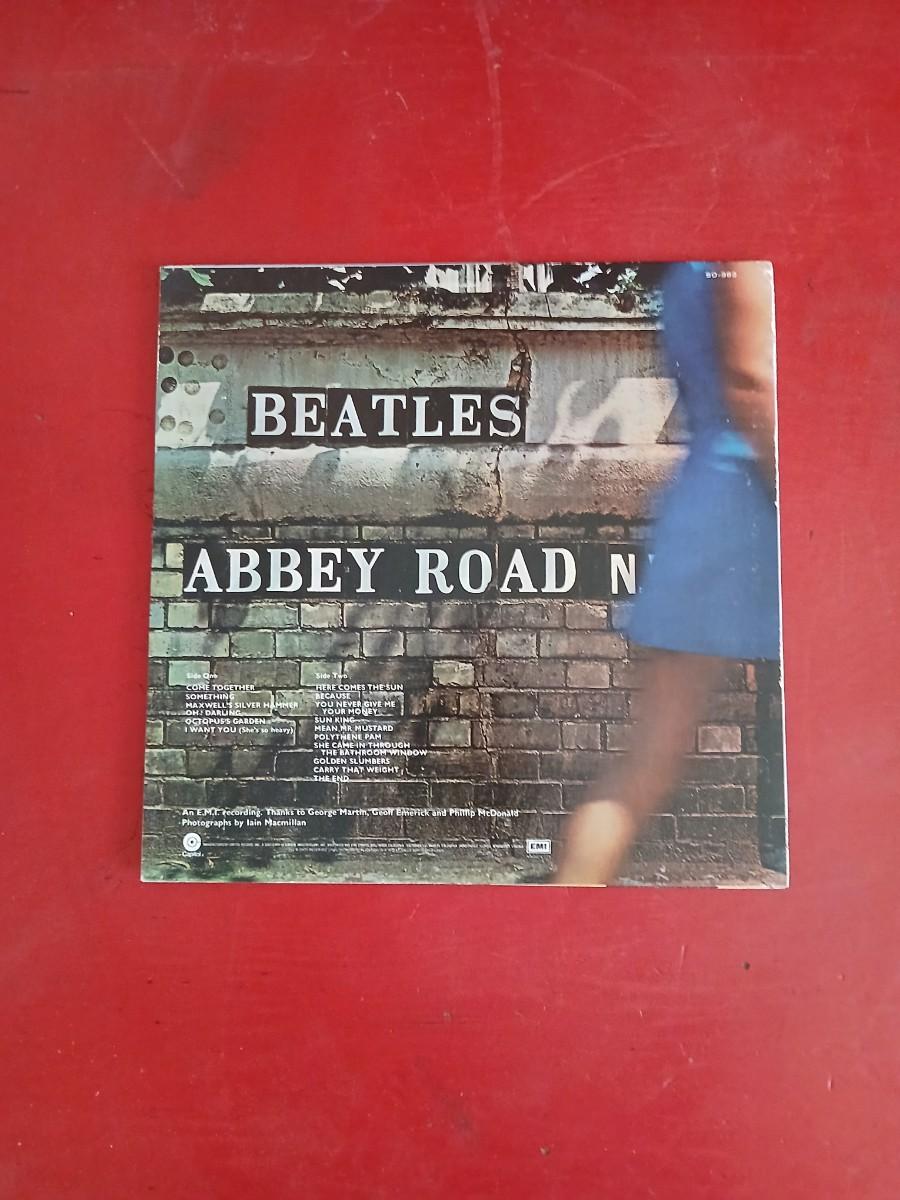 SO-383
BEATLES
ABBEY ROAD N
Side One
COME TOGETHER
SOMETHING
MAXWELL'S SILVER HAMMER
OH! DARLING
OCTOPUS'S GARDEN
I WANT YOU (She's so heavy)
Side Two
HERE COMES THE SUN
BECAUSE
YOU NEVER GIVE ME
YOUR MONEY
SUN KING
MEAN MR MUSTARD
POLYTHENE PAM
SHE CAME IN THROUGH
THE BATHROOM WINDOW
GOLDEN SLUMBERS
CARRY THAT WEIGHT
THE END
An E.M.I. recording. Thanks to George Martin, Geoff Emerick and Phillip McDonald
Photographs by Iain Macmillan
Capitol
EMI